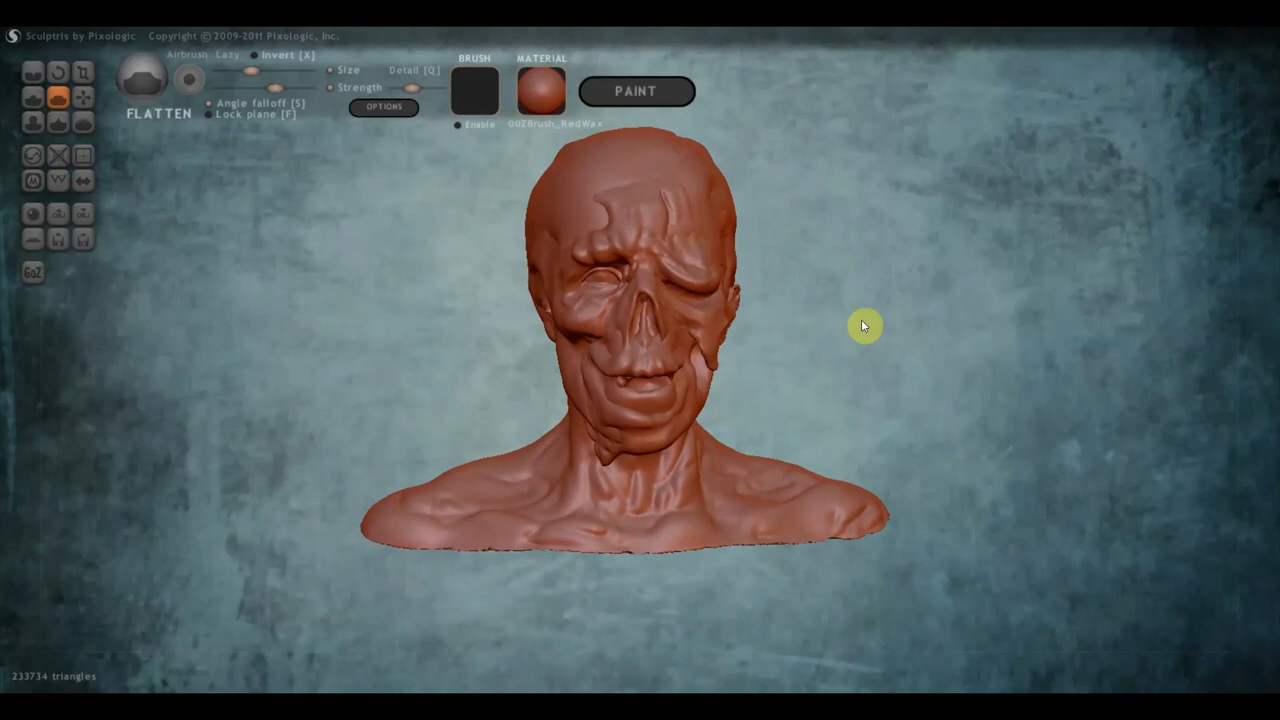 Sculptris by Pixologic Copyright ©2009-2011 Pixologic, Inc.
Airbrush Lazy Invert [X]
Size Detail [Q]
Strength
Angle falloff [S]
Lock plane [F]
FLATTEN
OPTIONS
BRUSH
Enable
MATERIAL
00ZBrush_RedWax
PAINT
GoZ
233734 triangles